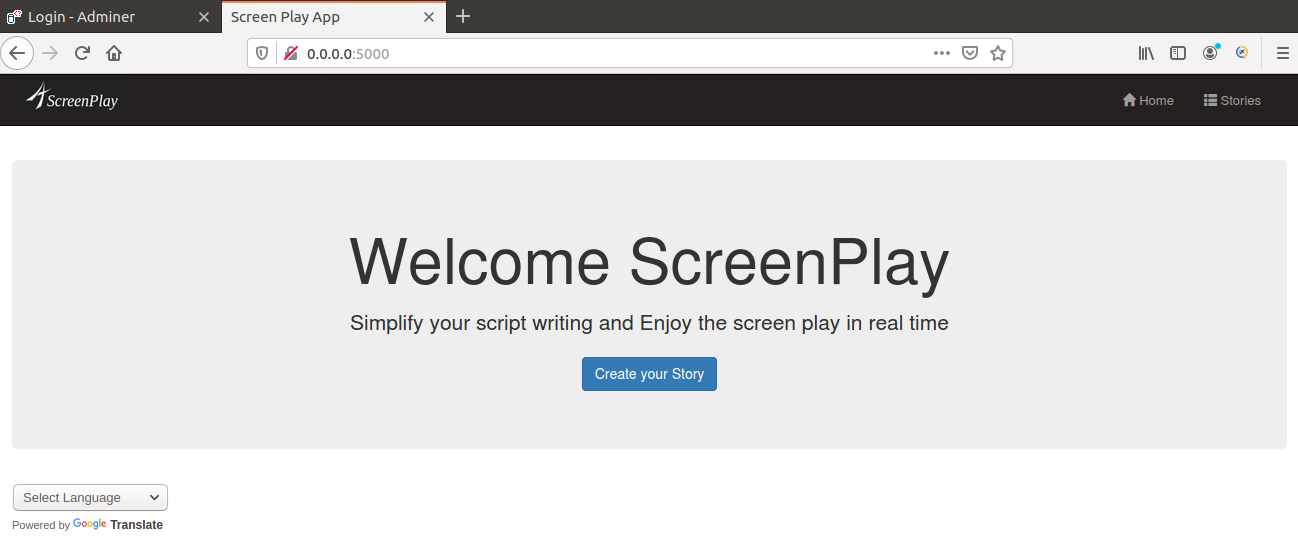 Login - Adminer
Screen Play App
0.0.0.0:5000
ScreenPlay
Home
Stories
Welcome ScreenPlay
Simplify your script writing and Enjoy the screen play in real time
Create your Story
Select Language
Powered by Google Translate